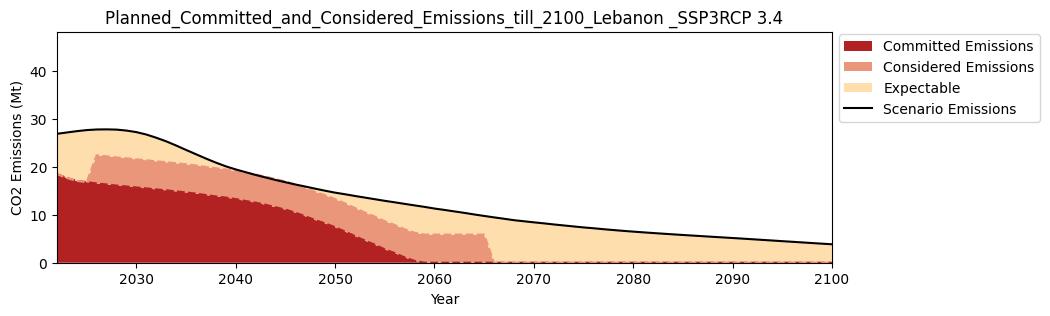 Planned_Committed_and_Considered_Emissions_till_2100_Lebanon _SSP3RCP 3.4
CO2 Emissions (Mt)
40
30
20
10
0
2030 2040 2050 2060 2070 2080 2090 2100
Year
Committed Emissions
Considered Emissions
Expectable
Scenario Emissions